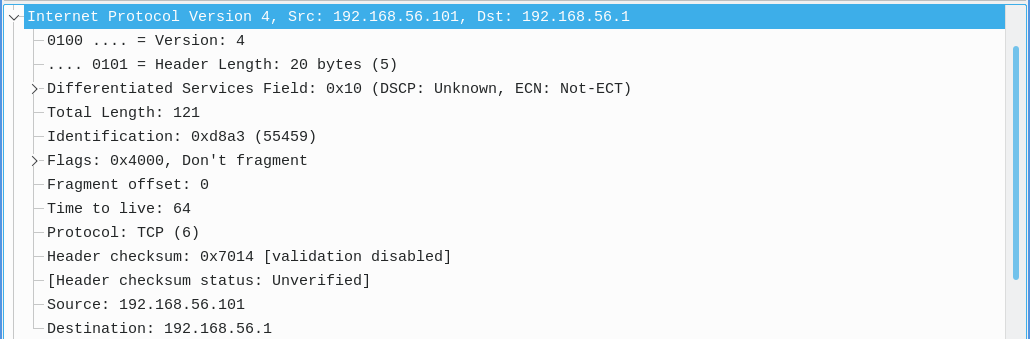 Internet Protocol Version 4, Src: 192.168.56.101, Dst: 192.168.56.1
0100 .... = Version: 4
.... 0101 = Header Length: 20 bytes (5)
Differentiated Services Field: 0x10 (DSCP: Unknown, ECN: Not-ECT)
Total Length: 121
Identification: 0xd8a3 (55459)
Flags: 0x4000, Don't fragment
Fragment offset: 0
Time to live: 64
Protocol: TCP (6)
Header checksum: 0x7014 [validation disabled]
[Header checksum status: Unverified]
Source: 192.168.56.101
Destination: 192.168.56.1